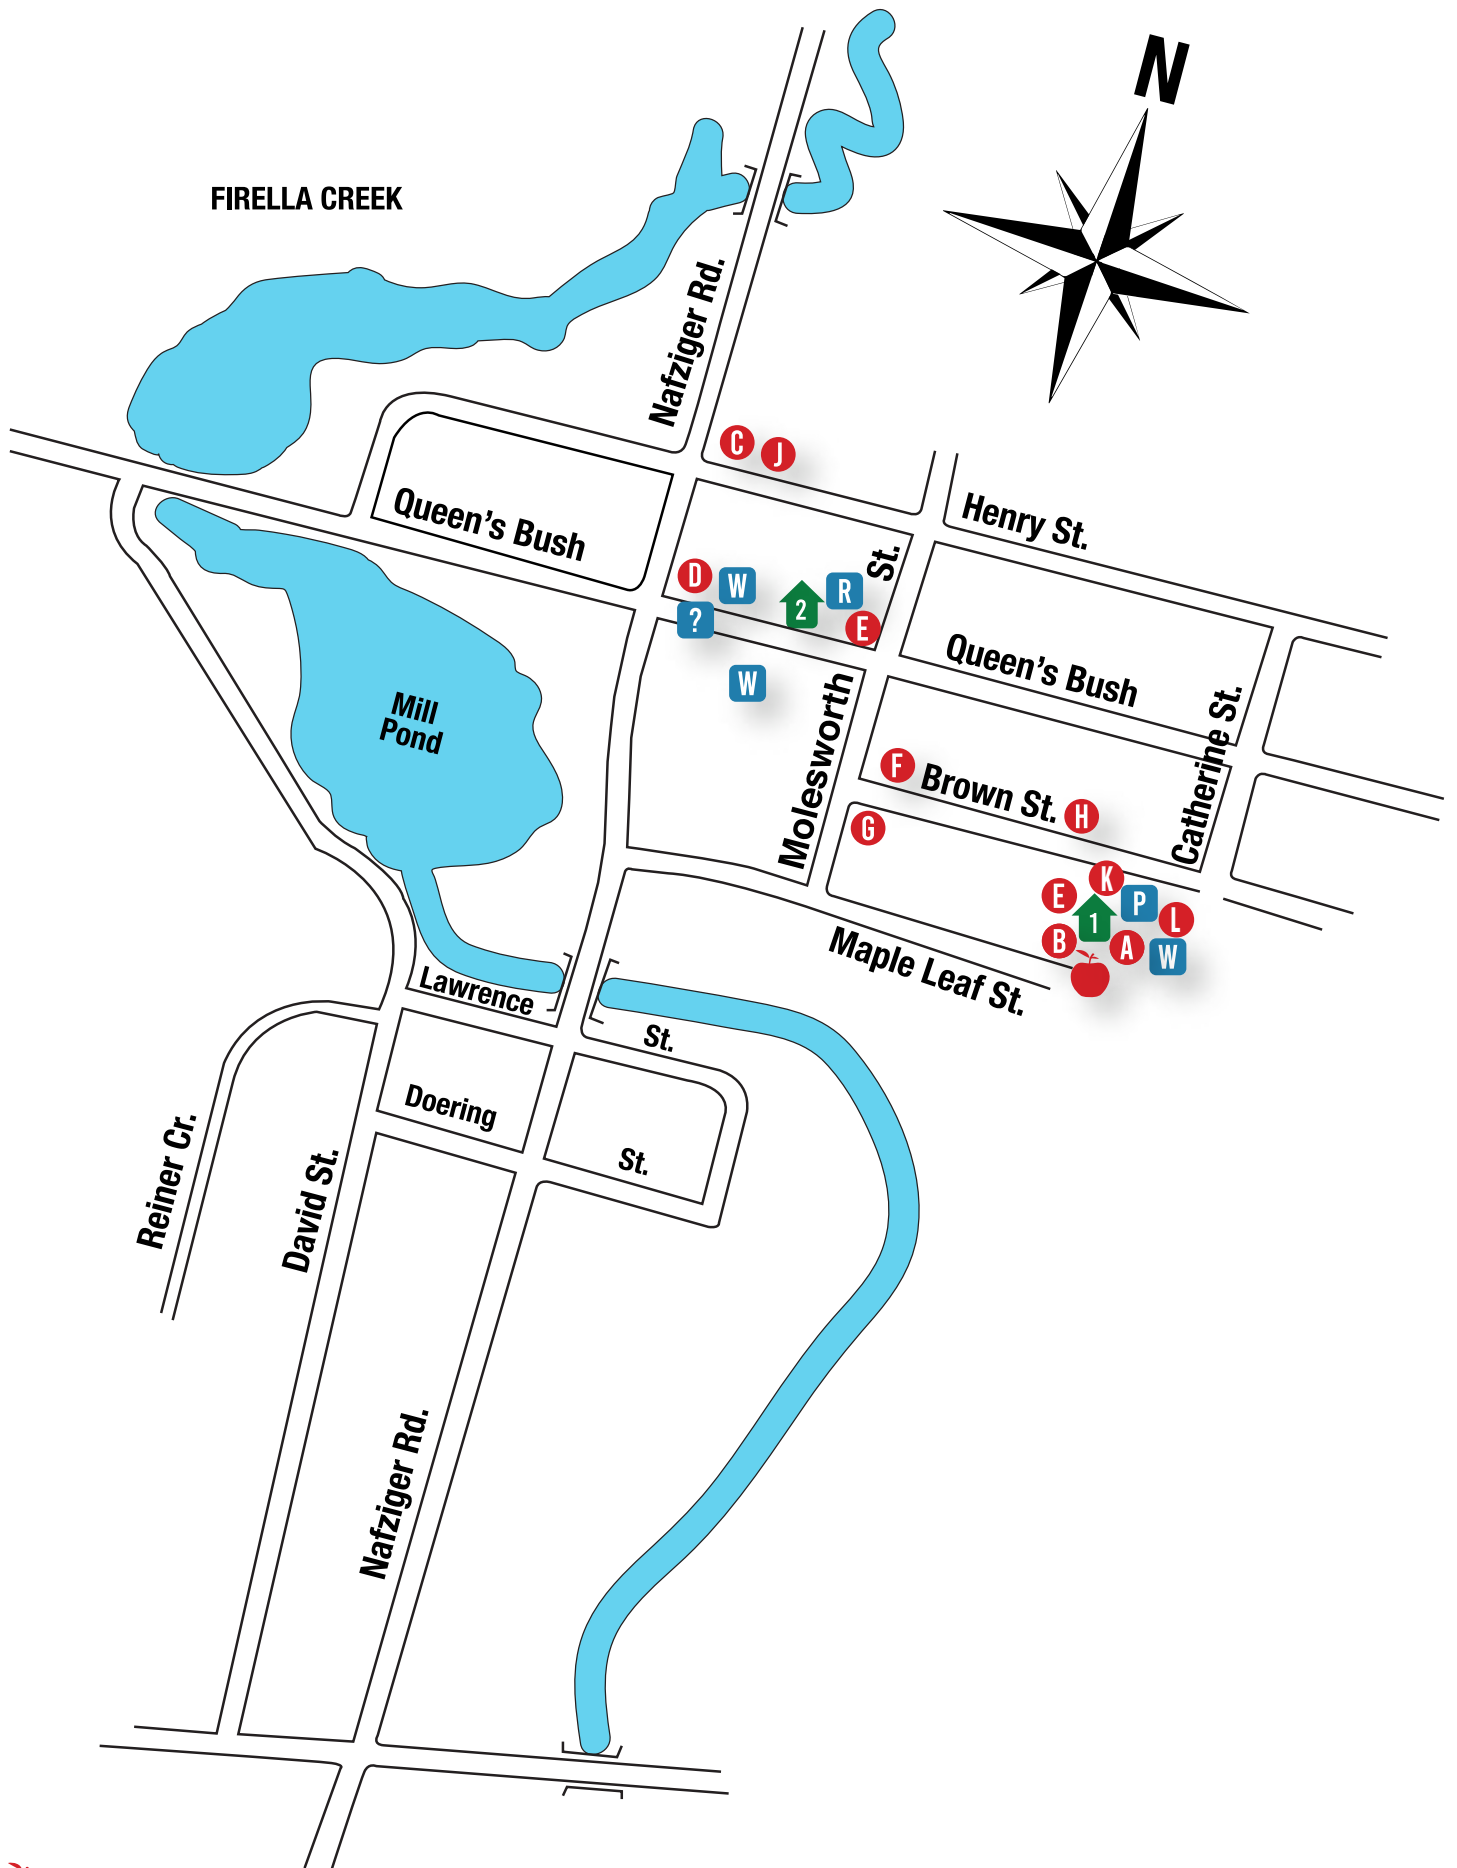 N
FIRELLA CREEK
Nafziger Rd.
C
J
Henry St.
Queen's Bush
St.
D
W
2
R
?
E
Queen's Bush
W
Mill
Pond
Molesworth
Catherine St.
F
Brown St.
H
G
K
E
P
1
L
B
A
W
Maple Leaf St.
Lawrence
St.
Doering
St.
Reiner Cr.
David St.
Nafziger Rd.